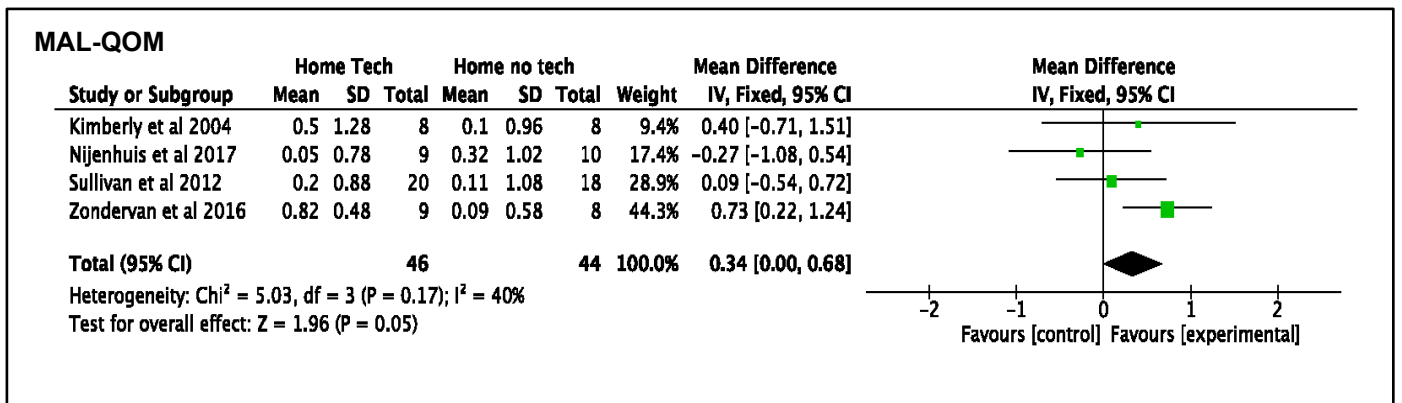 MAL-QOM
Home Tech Home no tech Mean Difference Mean Difference
Study or Subgroup Mean SD Total Mean SD Total Weight IV, Fixed, 95% CI IV, Fixed, 95% CI
Kimberly et al 2004 0.5 1.28 8 0.1 0.96 8 9.4% 0.40 [−0.71, 1.51]
Nijenhuis et al 2017 0.05 0.78 9 0.32 1.02 10 17.4% −0.27 [−1.08, 0.54]
Sullivan et al 2012 0.2 0.88 20 0.11 1.08 18 28.9% 0.09 [−0.54, 0.72]
Zondervan et al 2016 0.82 0.48 9 0.09 0.58 8 44.3% 0.73 [0.22, 1.24]
Total (95% CI) 46 44 100.0% 0.34 [0.00, 0.68]
Heterogeneity: Chi² = 5.03, df = 3 (P = 0.17); I² = 40%
Test for overall effect: Z = 1.96 (P = 0.05)
−2 −1 0 1 2
Favours [control] Favours [experimental]